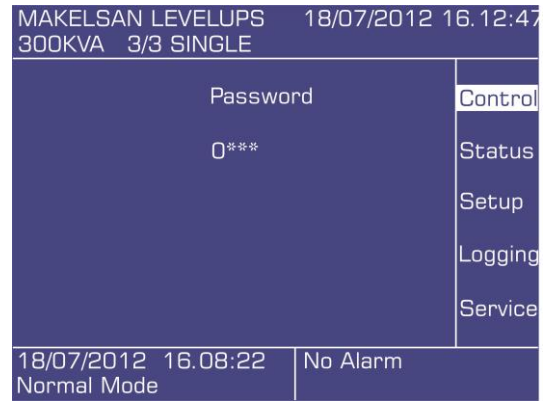 MAKELSAN LEVELUPS 18/07/2012 16.12:47
300KVA 3/3 SINGLE
Password
0***
Control
Status
Setup
Logging
Service
18/07/2012 16.08:22 No Alarm
Normal Mode